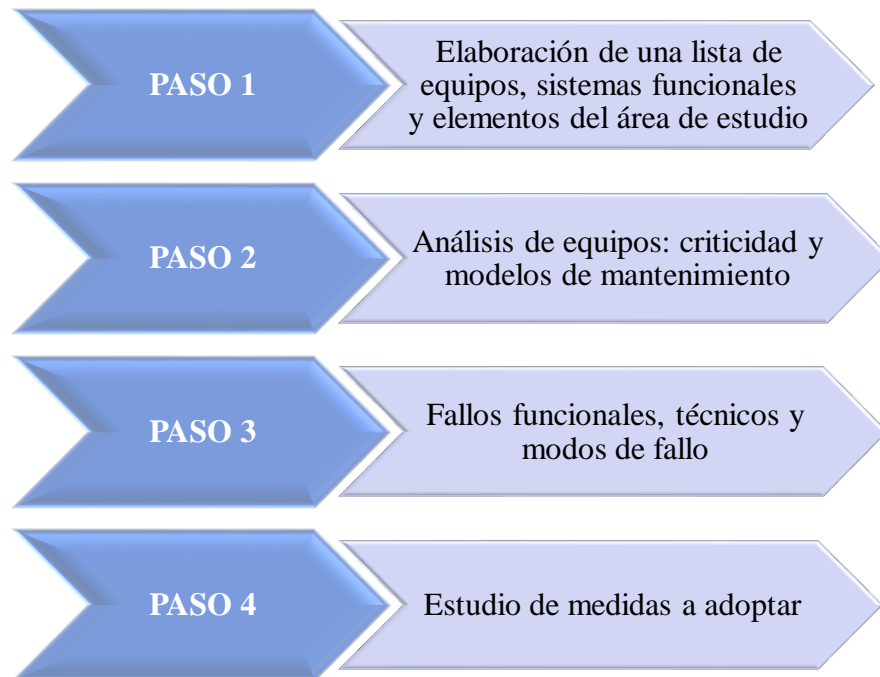 PASO 1
Elaboración de una lista de
equipos, sistemas funcionales
y elementos del área de estudio
PASO 2
Análisis de equipos: criticidad y
modelos de mantenimiento
PASO 3
Fallos funcionales, técnicos y
modos de fallo
PASO 4
Estudio de medidas a adoptar